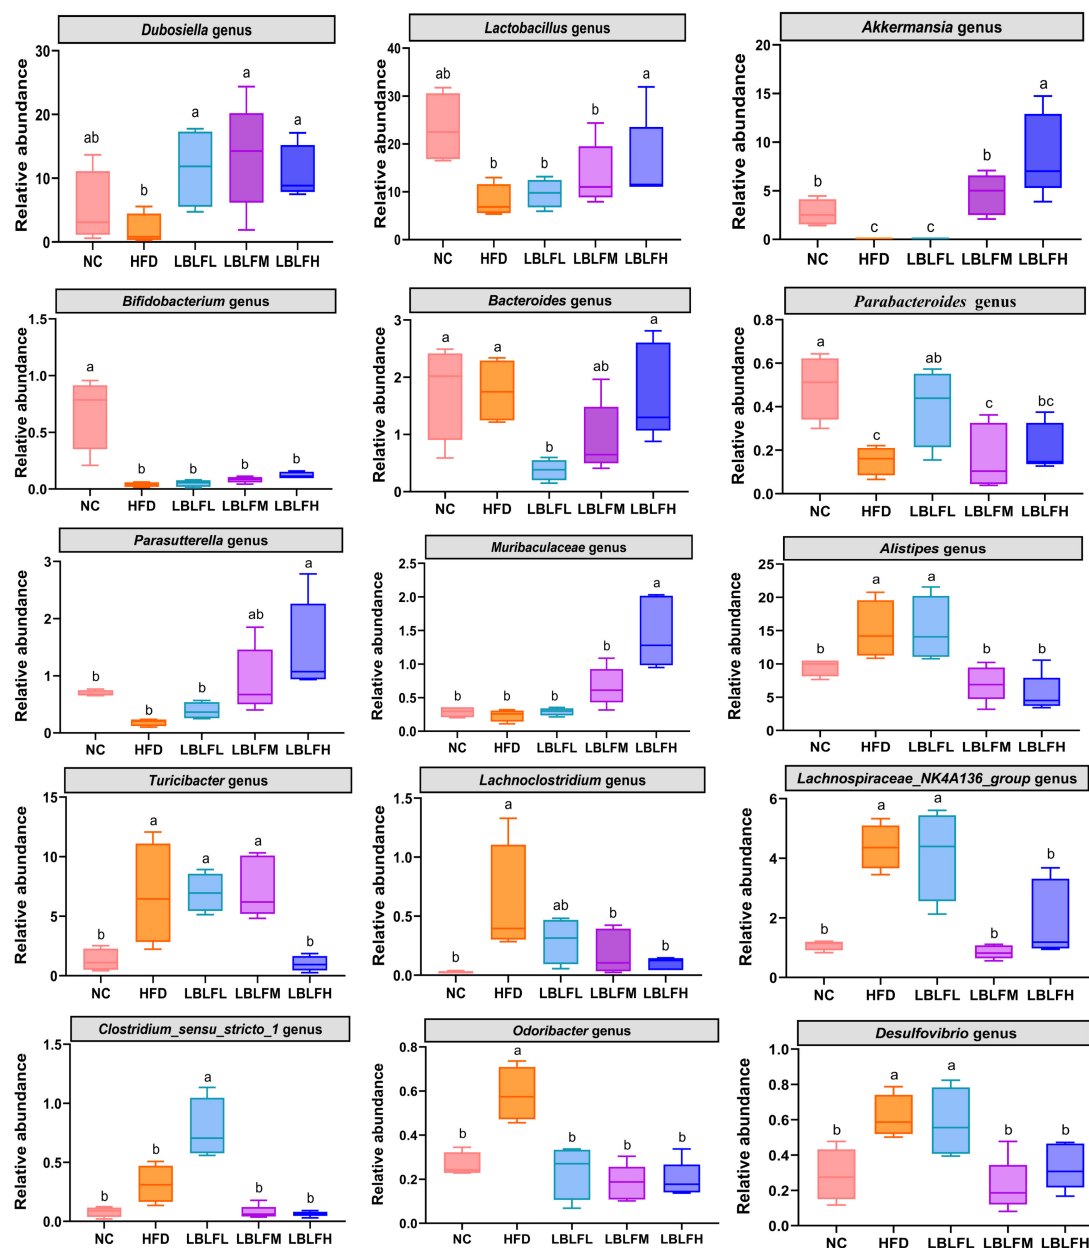 Dubosiella genus
Relative abundance
30
20
10
0
ab
b
a
a
a
NC HFD LBLFL LBLFM LBLFH
Lactobacillus genus
Relative abundance
40
30
20
10
0
ab
b
b
b
a
NC HFD LBLFL LBLFM LBLFH
Akkermansia genus
Relative abundance
20
15
10
5
0
b
c
c
b
a
NC HFD LBLFL LBLFM LBLFH
Bifidobacterium genus
Relative abundance
1.5
1.0
0.5
0.0
a
b
b
b
b
NC HFD LBLFL LBLFM LBLFH
Bacteroides genus
Relative abundance
3
2
1
0
a
a
b
ab
a
NC HFD LBLFL LBLFM LBLFH
Parabacteroides genus
Relative abundance
0.8
0.6
0.4
0.2
0.0
a
c
ab
c
bc
NC HFD LBLFL LBLFM LBLFH
Parasutterella genus
Relative abundance
3
2
1
0
b
b
b
ab
a
NC HFD LBLFL LBLFM LBLFH
Muribaculaceae genus
Relative abundance
2.5
2.0
1.5
1.0
0.5
0.0
b
b
b
b
a
NC HFD LBLFL LBLFM LBLFH
Alistipes genus
Relative abundance
25
20
15
10
5
0
b
a
a
b
b
NC HFD LBLFL LBLFM LBLFH
Turicibacter genus
Relative abundance
15
10
5
0
b
a
a
a
b
NC HFD LBLFL LBLFM LBLFH
Lachnoclostridium genus
Relative abundance
1.5
1.0
0.5
0.0
b
a
ab
b
b
NC HFD LBLFL LBLFM LBLFH
Lachnospiraceae_NK4A136_group genus
Relative abundance
6
4
2
0
b
a
a
b
b
NC HFD LBLFL LBLFM LBLFH
Clostridium_sensu_stricto_1 genus
Relative abundance
1.5
1.0
0.5
0.0
b
b
a
b
b
NC HFD LBLFL LBLFM LBLFH
Odoribacter genus
Relative abundance
0.8
0.6
0.4
0.2
0.0
b
a
b
b
b
NC HFD LBLFL LBLFM LBLFH
Desulfovibrio genus
Relative abundance
1.0
0.8
0.6
0.4
0.2
0.0
b
a
a
b
b
NC HFD LBLFL LBLFM LBLFH